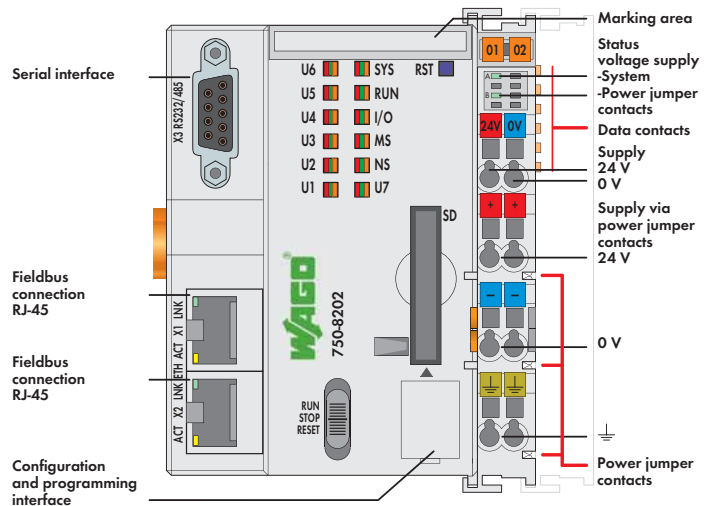 Marking area
Serial interface
X3 RS232/485
U6 SYS
U5 RUN
U4 I/O
U3 MS
U2 NS
U1 U7
RST
01 02
A
B
24V 0V
+ +
− −
Status
voltage supply
-System
-Power jumper
contacts
Data contacts
Supply
24 V
0 V
Supply via
power jumper
contacts
24 V
0 V
Power jumper
contacts
SD
WAGO
750-8202
RUN
STOP
RESET
Fieldbus
connection
RJ-45
Fieldbus
connection
RJ-45
ACT X1 LNK
ETH
ACT X2 LNK
Configuration
and programming
interface